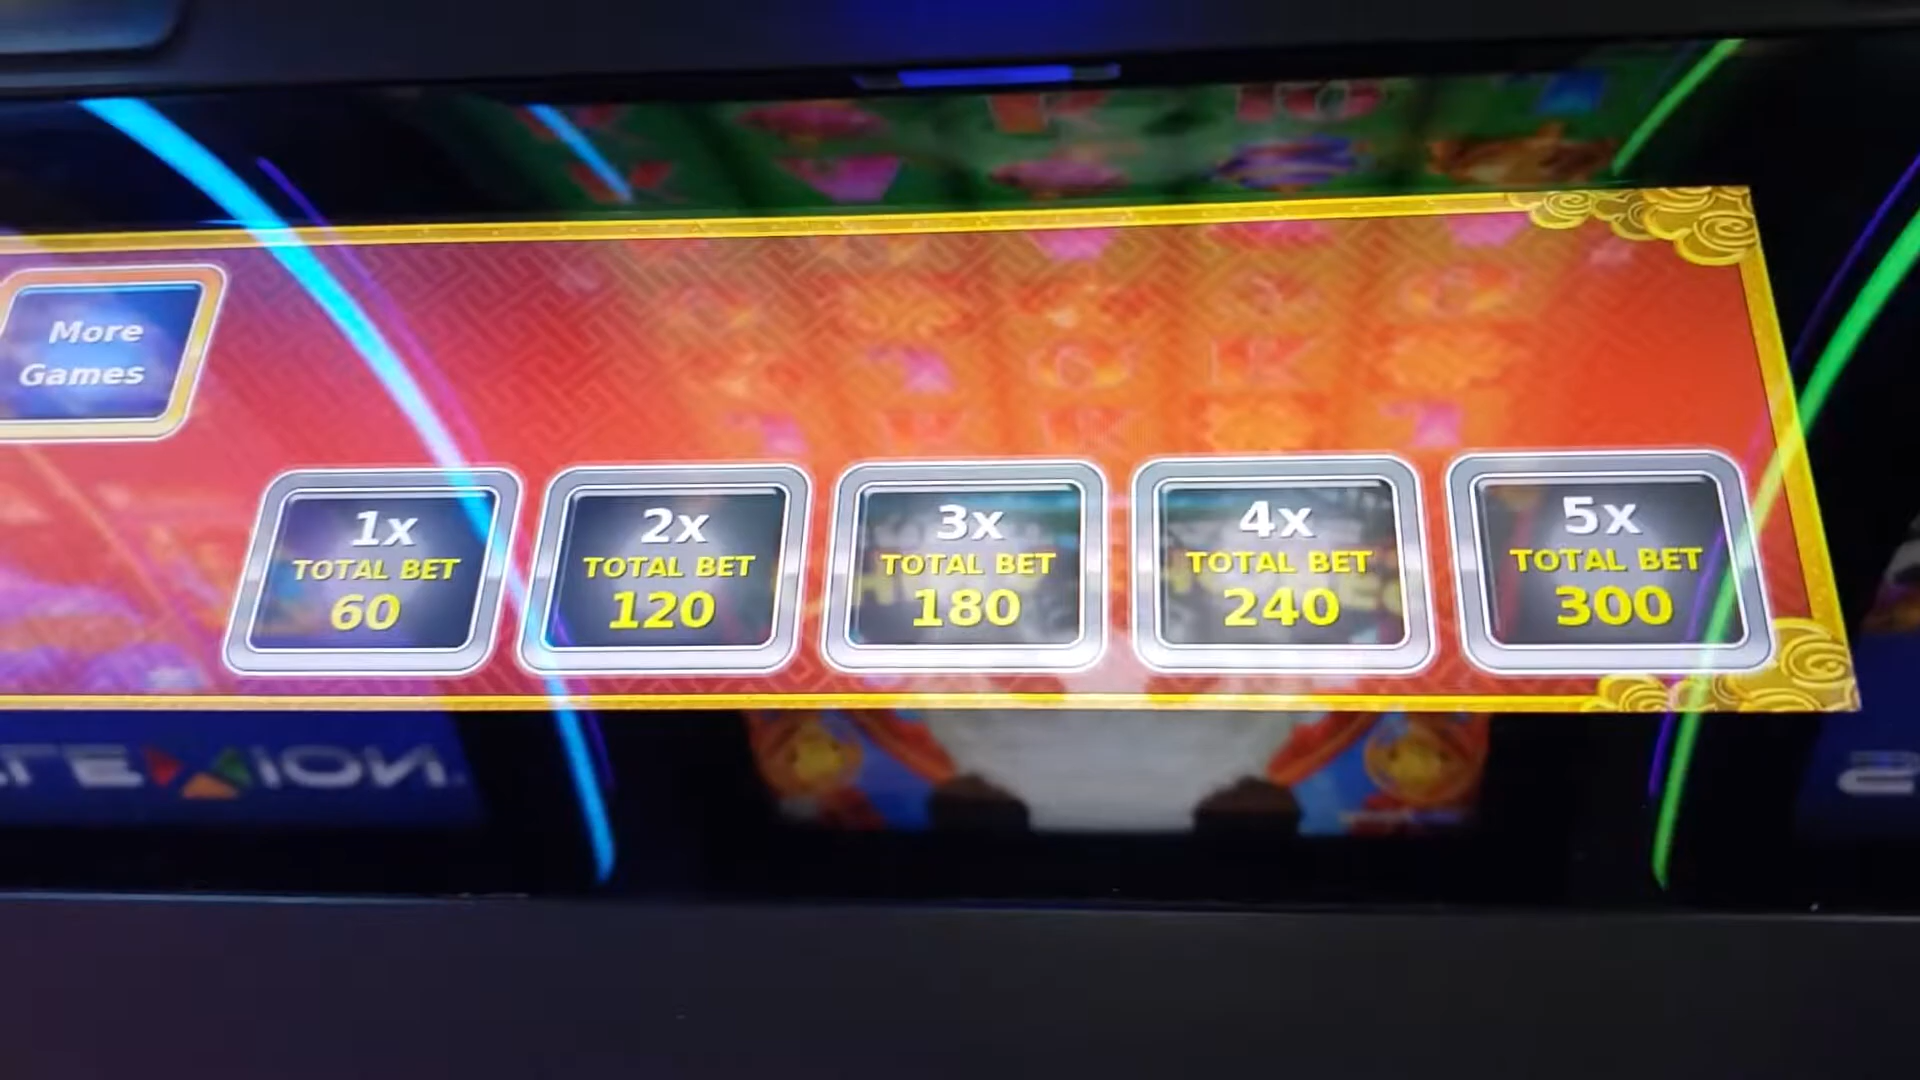 More
Games
1x
TOTAL BET
60
2x
TOTAL BET
120
3x
TOTAL BET
180
4x
TOTAL BET
240
5x
TOTAL BET
300